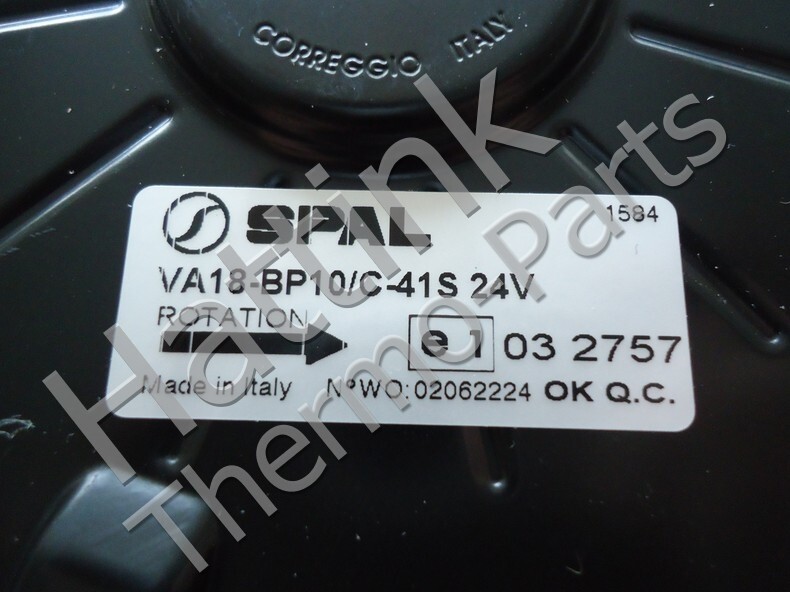 CORREGGIO ITALY
SPAL
1584
VA18-BP10/C-41S 24V
ROTATION
e 1 03 2757
Made in Italy NºWO: 02062224 OK Q.C.
Hattink
Thermo-Parts